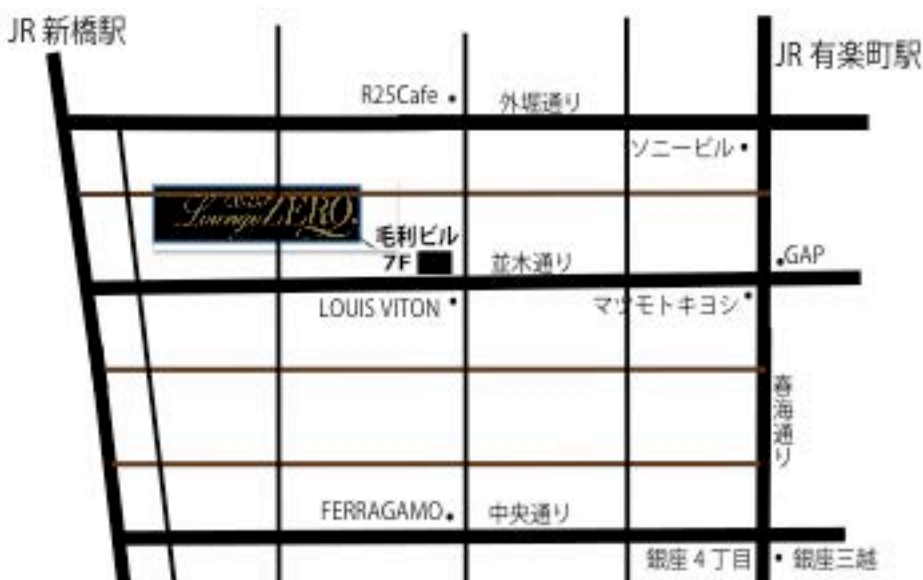 JR 新橋駅
JR 有楽町駅
R25Cafe
外堀通り
ソニービル
Lounge ZERO
毛利ビル
7F
並木通り
GAP
LOUIS VITON
マツモトキヨシ
春海通り
FERRAGAMO
中央通り
銀座4丁目
銀座三越